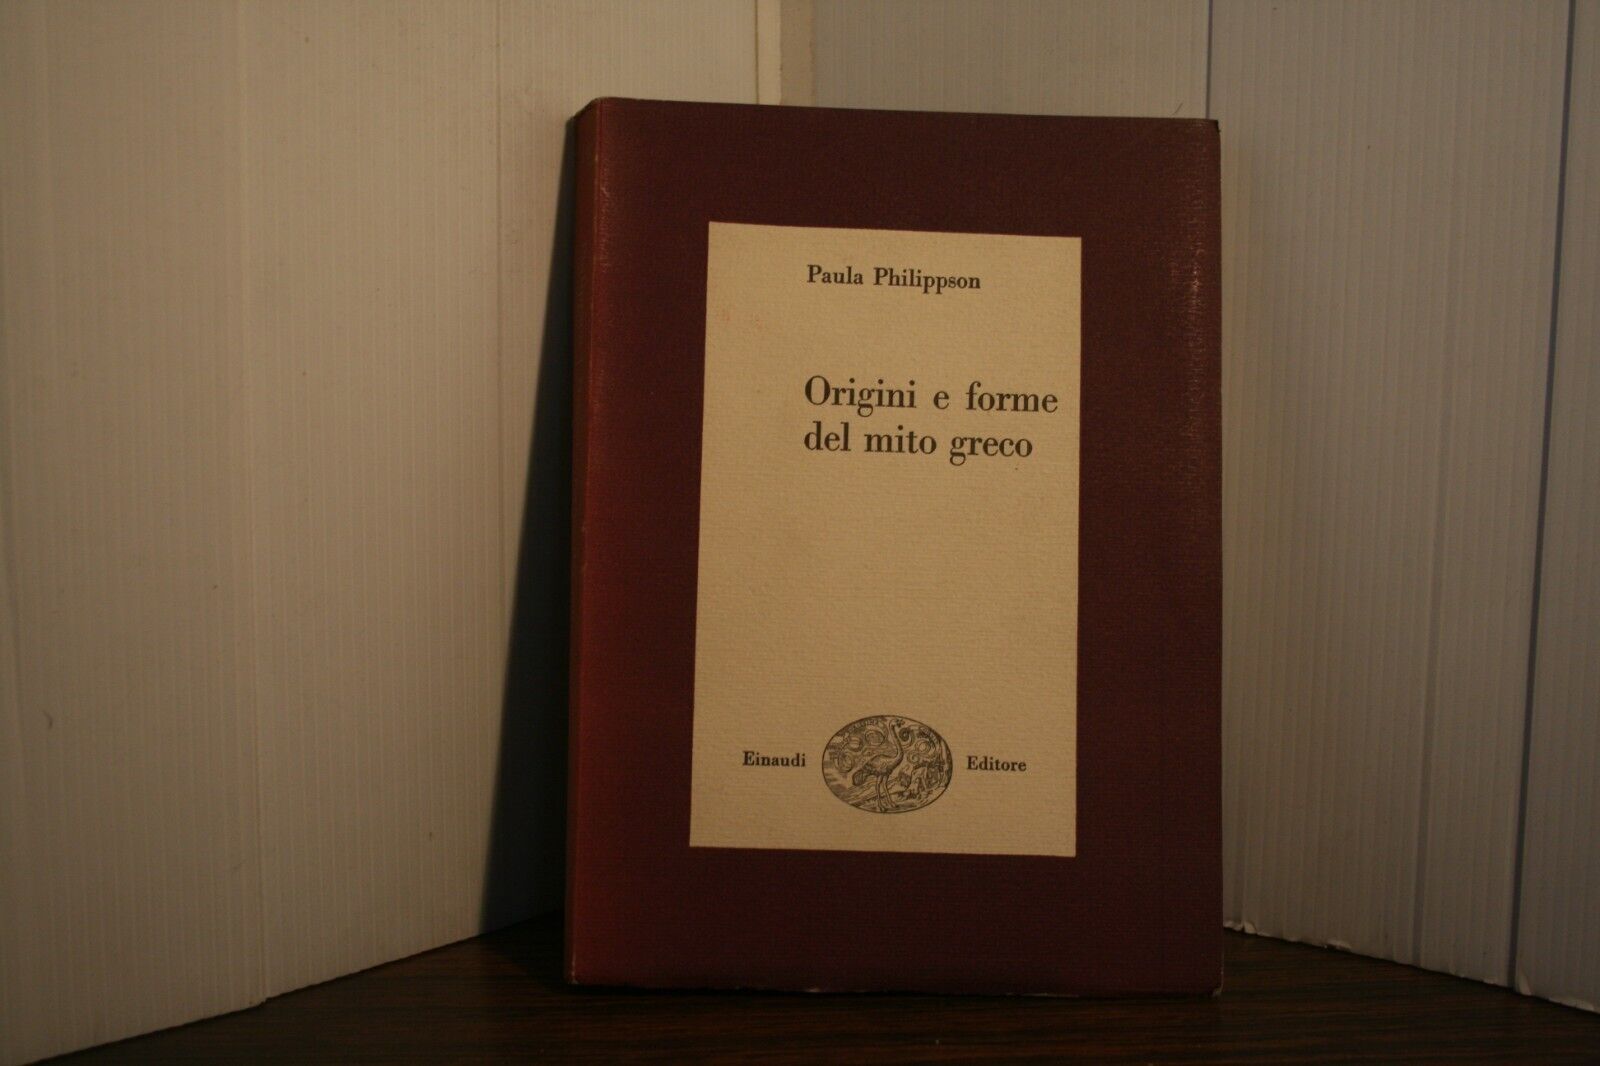 Paula Philippson
Origini e forme
del mito greco
Einaudi
Editore